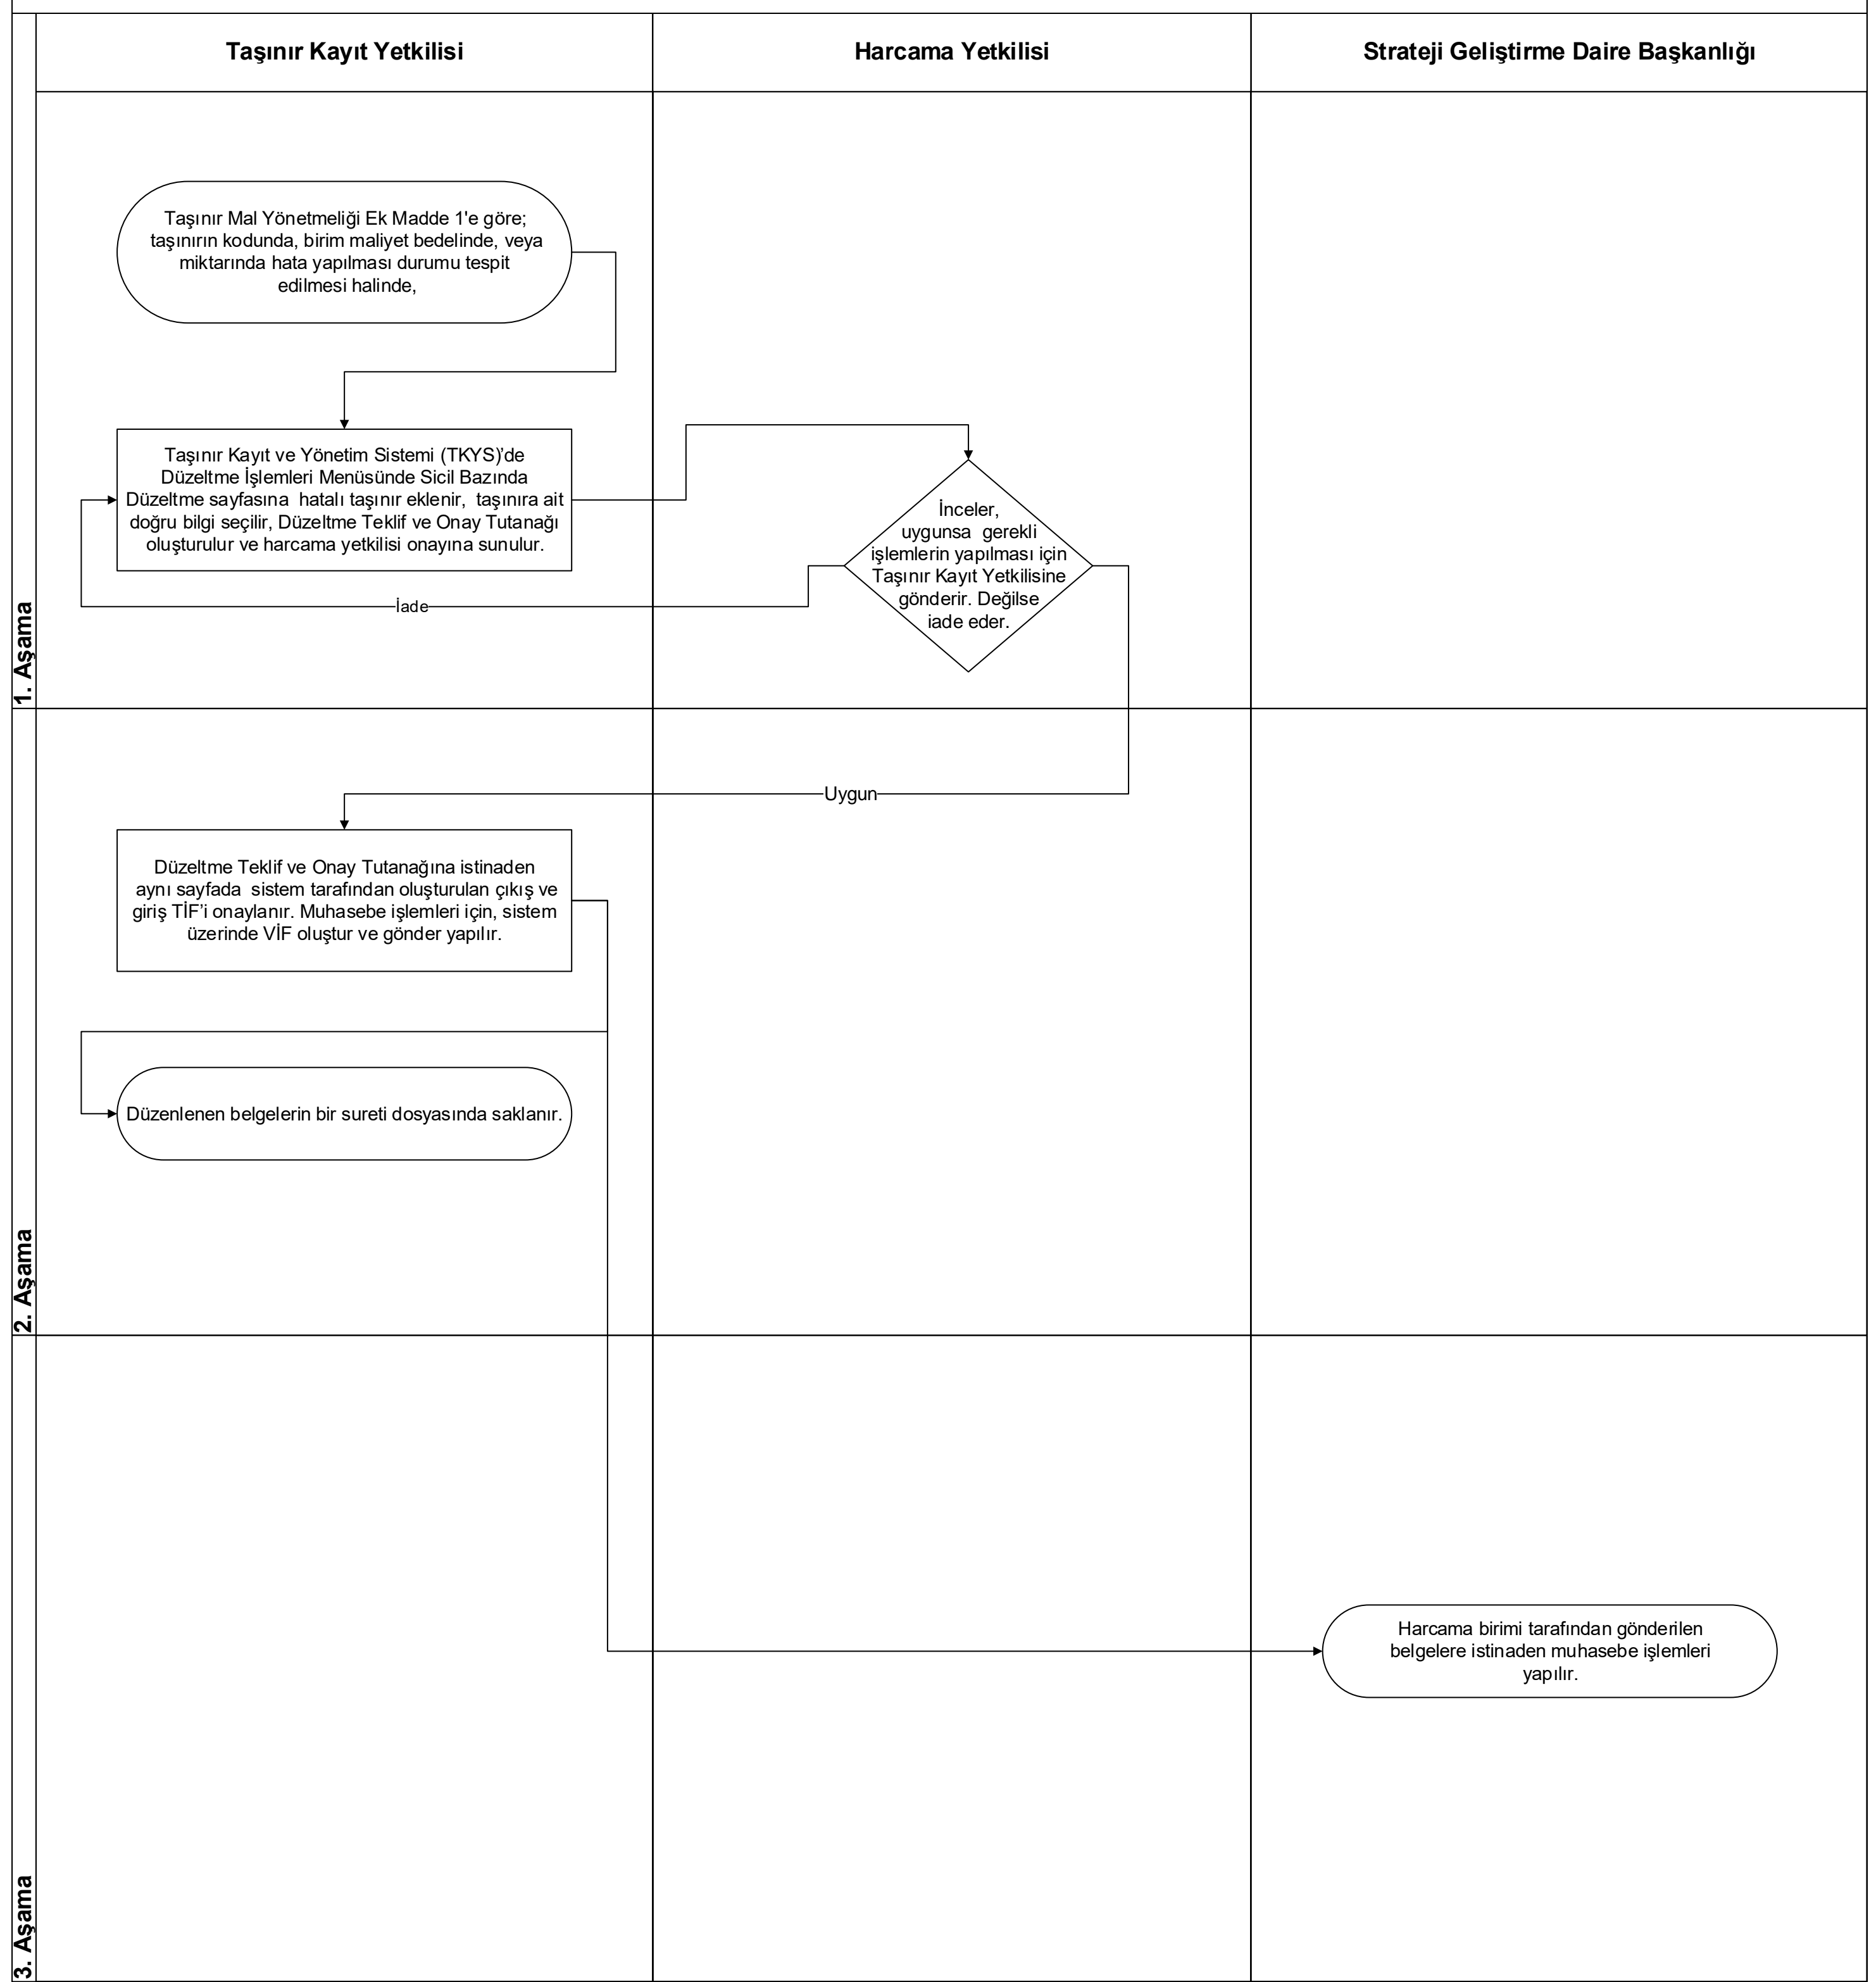 Taşınır Kayıt Yetkilisi
Harcama Yetkilisi
Strateji Geliştirme Daire Başkanlığı
1. Aşama
Taşınır Mal Yönetmeliği Ek Madde 1'e göre;
taşınırın kodunda, birim maliyet bedelinde, veya
miktarında hata yapılması durumu tespit
edilmesi halinde,
Taşınır Kayıt ve Yönetim Sistemi (TKYS)’de
Düzeltme İşlemleri Menüsünde Sicil Bazında
Düzeltme sayfasına hatalı taşınır eklenir, taşınıra ait
doğru bilgi seçilir, Düzeltme Teklif ve Onay Tutanağı
oluşturulur ve harcama yetkilisi onayına sunulur.
İnceler,
uygunsa gerekli
işlemlerin yapılması için
Taşınır Kayıt Yetkilisine
gönderir. Değilse
iade eder.
İade
2. Aşama
Uygun
Düzeltme Teklif ve Onay Tutanağına istinaden
aynı sayfada sistem tarafından oluşturulan çıkış ve
giriş TİF’i onaylanır. Muhasebe işlemleri için, sistem
üzerinde VİF oluştur ve gönder yapılır.
Düzenlenen belgelerin bir sureti dosyasında saklanır.
3. Aşama
Harcama birimi tarafından gönderilen
belgelere istinaden muhasebe işlemleri
yapılır.